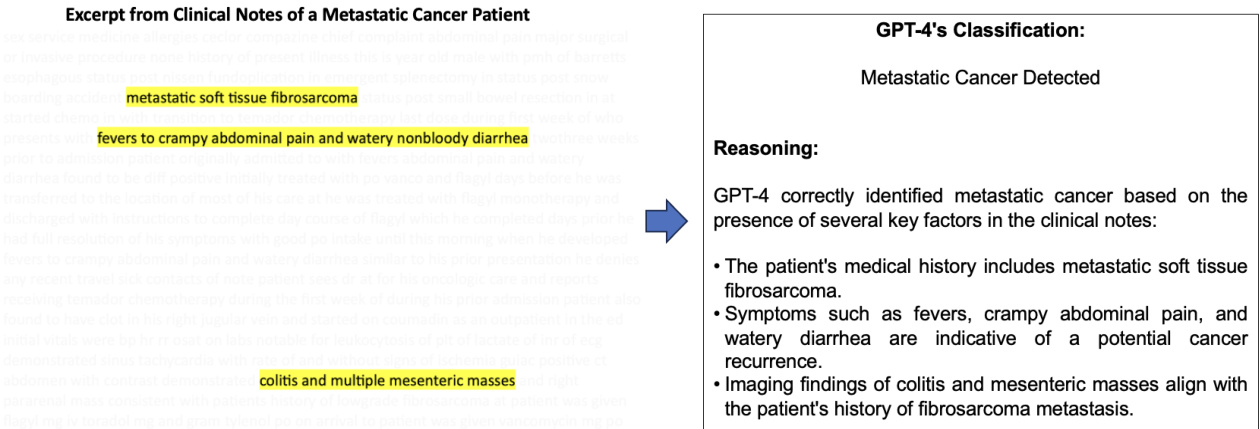 Excerpt from Clinical Notes of a Metastatic Cancer Patient
sex service medicine allergies ceclor compazine chief complaint abdominal pain major surgical
or invasive procedure none history of present illness this is year old male with pmh of barretts
esophagous status post nissen fundoplication in emergent splenectomy in status post snow
boarding accident metastatic soft tissue fibrosarcoma status post small bowel resection in at
started chemo in with transition to temador chemotherapy last dose during first week of who
presents with fevers to crampy abdominal pain and watery nonbloody diarrhea twothree weeks
prior to admission patient originally admitted to with fevers abdominal pain and watery
diarrhea found to be diff positive initially treated with po vanco and flagyl days before he was
transferred to the location of most of his care at he was treated with flagyl monotherapy and
discharged with instructions to complete day course of flagyl which he completed days prior he
had full resolution of his symptoms with good po intake until this morning when he developed
fevers to crampy abdominal pain and watery diarrhea similar to his prior presentation he denies
any recent travel sick contacts of note patient sees dr at for his oncologic care and reports
receiving temador chemotherapy during the first week of during his prior admission patient also
found to have clot in his right jugular vein and started on coumadin as an outpatient in the ed
initial vitals were bp hr rr osat on labs notable for leukocytosis of plt of lactate of inr of ecg
demonstrated sinus tachycardia with rate of and without signs of ischemia guiac positive ct
abdomen with contrast demonstrated colitis and multiple mesenteric masses and right
pararenal mass consistent with patients history of lowgrade fibrosarcoma at patient was given
flagyl mg iv toradol mg and gram tylenol po on arrival to patient was given vancomycin mg po
GPT-4's Classification:
Metastatic Cancer Detected
Reasoning:
GPT-4 correctly identified metastatic cancer based on the
presence of several key factors in the clinical notes:
• The patient's medical history includes metastatic soft tissue
fibrosarcoma.
• Symptoms such as fevers, crampy abdominal pain, and
watery diarrhea are indicative of a potential cancer
recurrence.
• Imaging findings of colitis and mesenteric masses align with
the patient's history of fibrosarcoma metastasis.